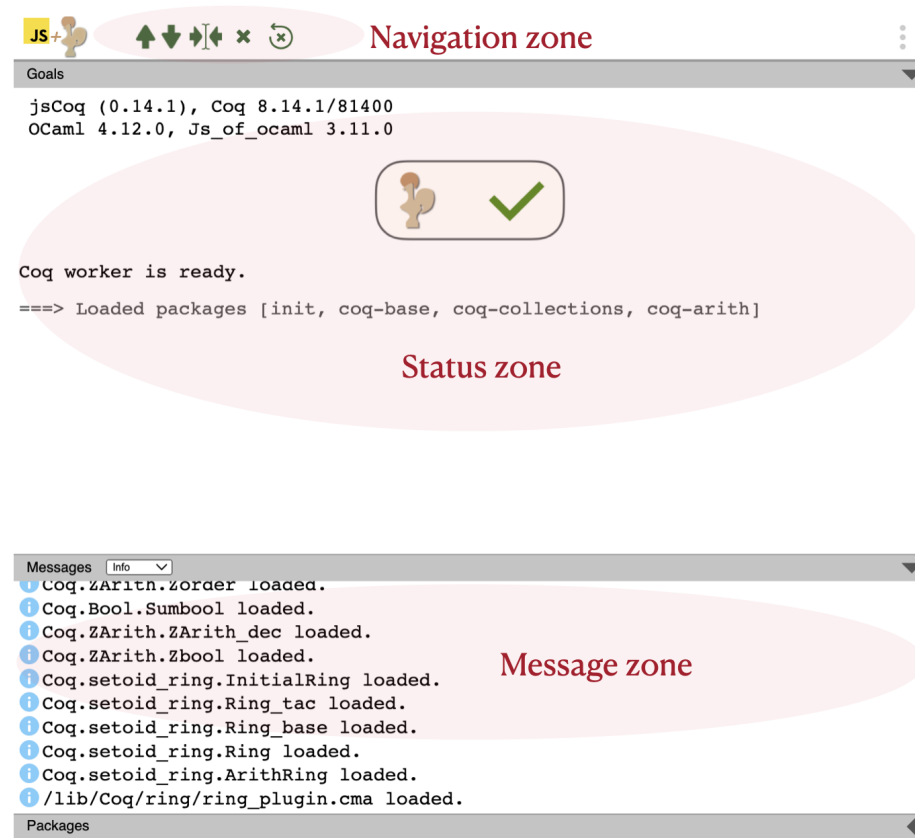 JS+
Navigation zone
Goals
jsCoq (0.14.1), Coq 8.14.1/81400
OCaml 4.12.0, Js_of_ocaml 3.11.0
Coq worker is ready.
===> Loaded packages [init, coq-base, coq-collections, coq-arith]
Status zone
Messages Info
Coq.ZArith.Zorder loaded.
Coq.Bool.Sumbool loaded.
Coq.ZArith.ZArith_dec loaded.
Coq.ZArith.Zbool loaded.
Message zone
Coq.setoid_ring.InitialRing loaded.
Coq.setoid_ring.Ring_tac loaded.
Coq.setoid_ring.Ring_base loaded.
Coq.setoid_ring.Ring loaded.
Coq.setoid_ring.ArithRing loaded.
/lib/Coq/ring/ring_plugin.cma loaded.
Packages